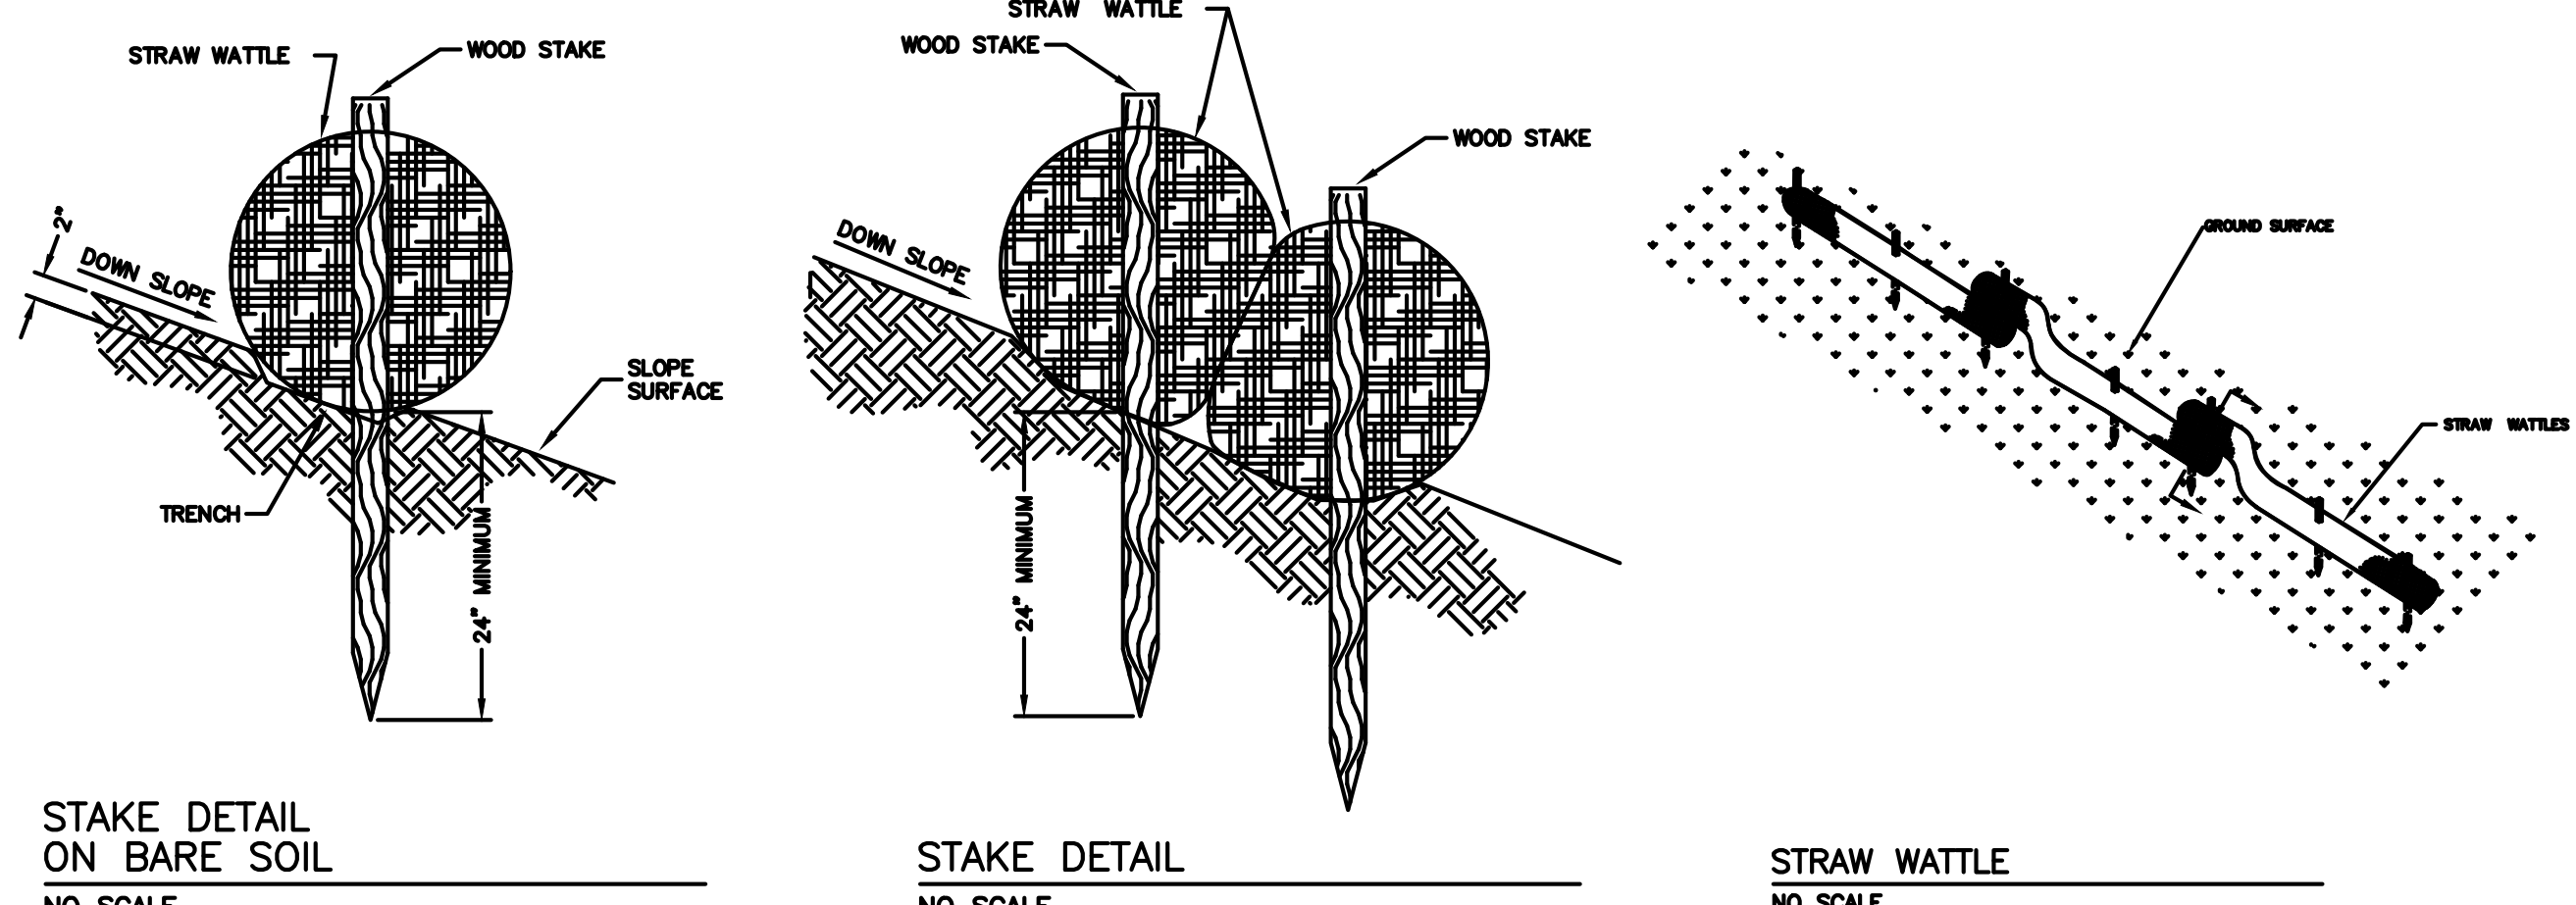 STRAW WATTLE
WOOD STAKE
2"
DOWN SLOPE
SLOPE
SURFACE
TRENCH
24" MINIMUM
STAKE DETAIL
ON BARE SOIL
NO SCALE
STRAW WATTLE
WOOD STAKE
WOOD STAKE
DOWN SLOPE
24" MINIMUM
STAKE DETAIL
NO SCALE
GROUND SURFACE
STRAW WATTLES
STRAW WATTLE
NO SCALE